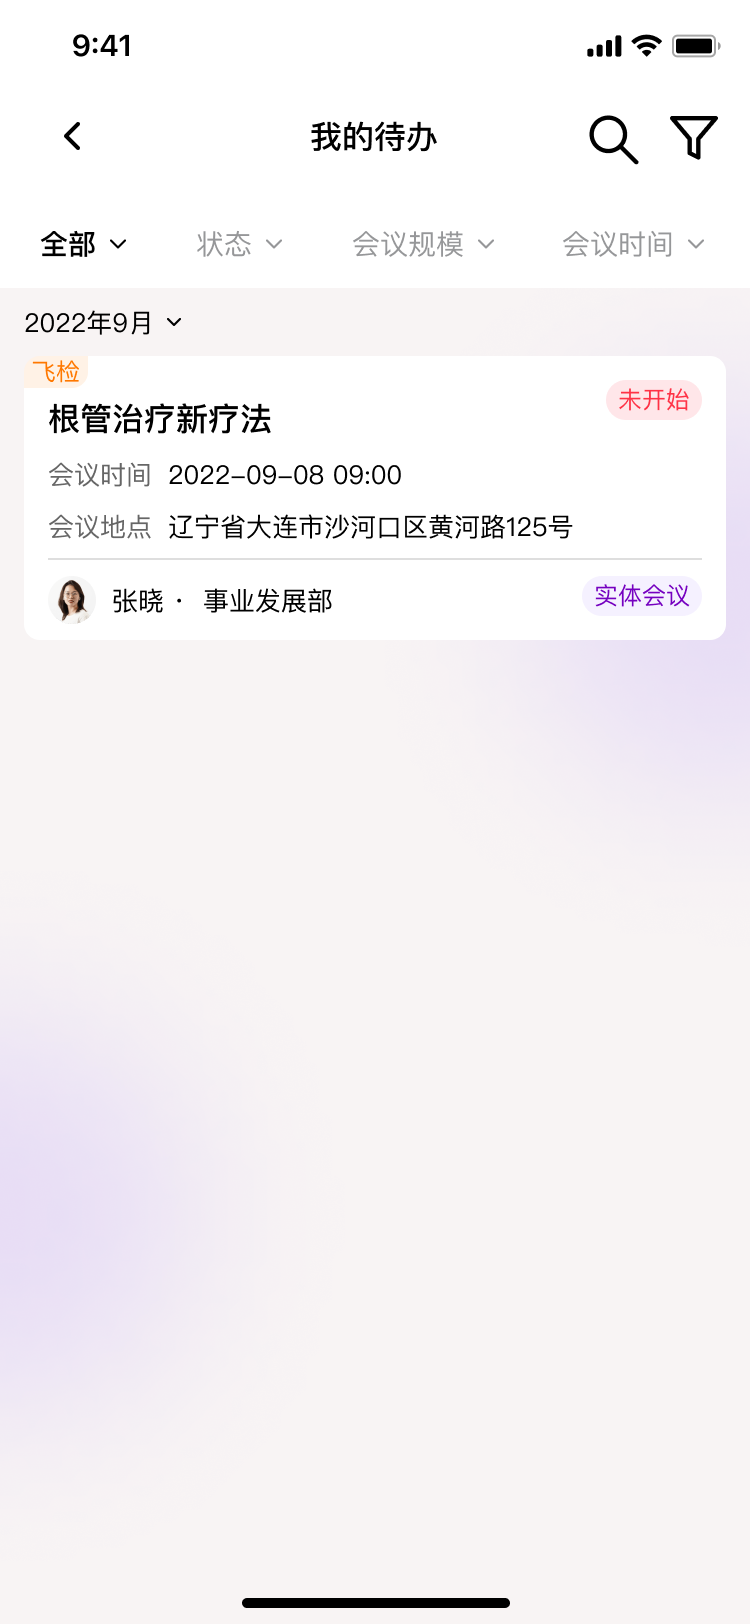 9:41
我的待办
全部 状态 会议规模 会议时间
2022年9月
飞检
未开始
根管治疗新疗法
会议时间 2022-09-08 09:00
会议地点 辽宁省大连市沙河口区黄河路125号
张晓 · 事业发展部 实体会议